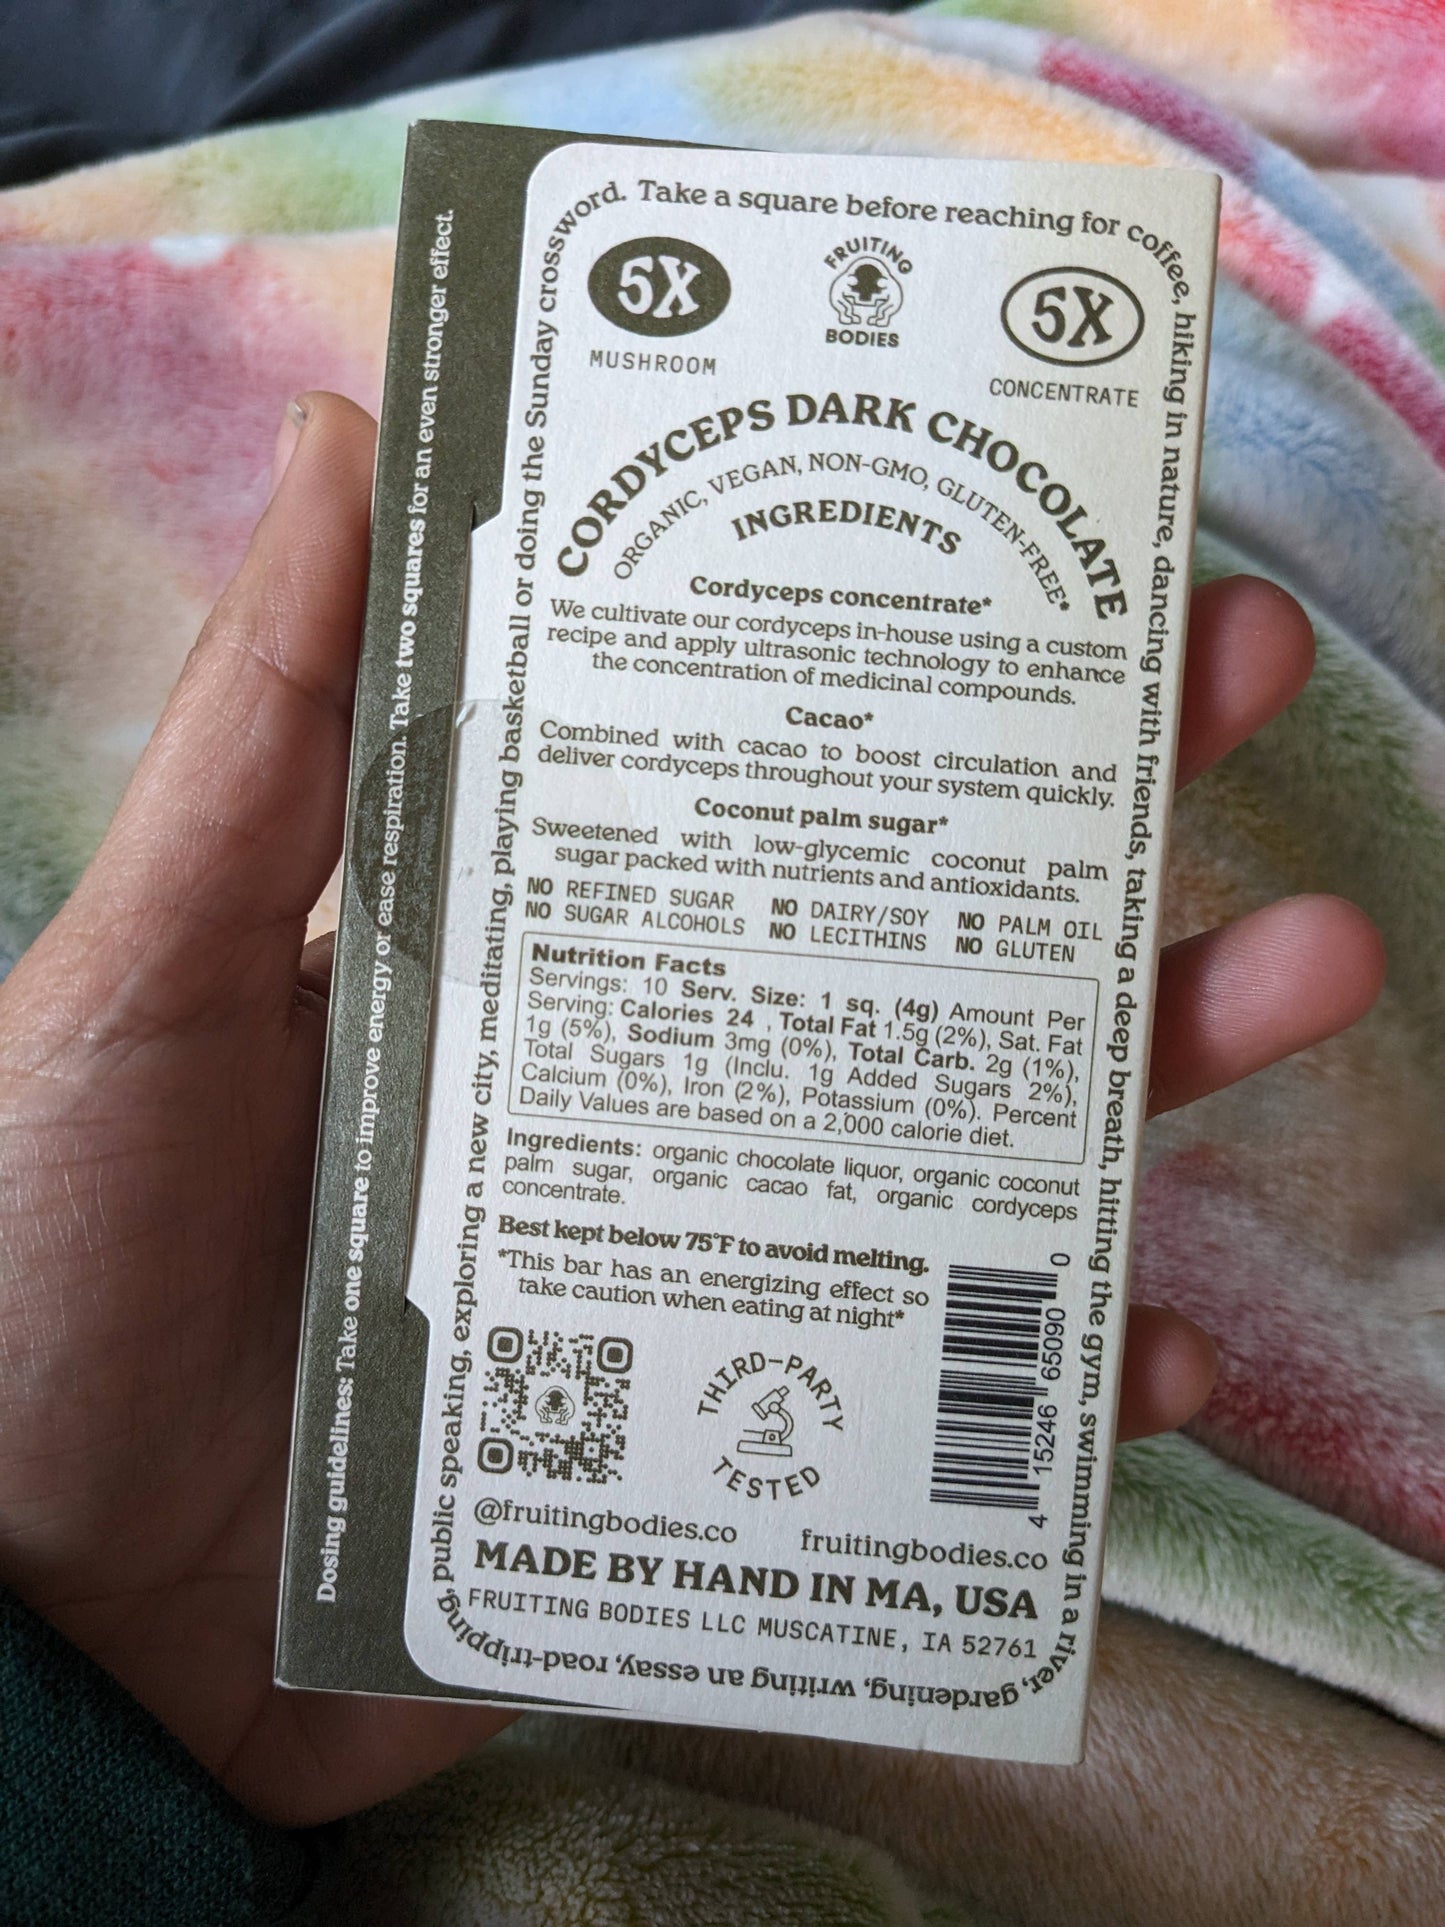 Dosing guidelines: Take one square to improve energy or ease respiration. Take two squares for an even stronger effect.
Take a square before reaching for coffee, hiking in nature, dancing with friends, taking a deep breath, hitting the gym, swimming in a river, gardening, writing an essay, road-tripping, public speaking, exploring a new city, meditating, playing basketball or doing the Sunday crossword.
5X
MUSHROOM
FRUITING
BODIES
5X
CONCENTRATE
CORDYCEPS DARK CHOCOLATE
ORGANIC, VEGAN, NON-GMO, GLUTEN-FREE*
INGREDIENTS
Cordyceps concentrate*
We cultivate our cordyceps in-house using a custom
recipe and apply ultrasonic technology to enhance
the concentration of medicinal compounds.
Cacao*
Combined with cacao to boost circulation and
deliver cordyceps throughout your system quickly.
Coconut palm sugar*
Sweetened with low-glycemic coconut palm
sugar packed with nutrients and antioxidants.
NO REFINED SUGAR NO DAIRY/SOY NO PALM OIL
NO SUGAR ALCOHOLS NO LECITHINS NO GLUTEN
Nutrition Facts
Servings: 10 Serv. Size: 1 sq. (4g) Amount Per
Serving: Calories 24 , Total Fat 1.5g (2%), Sat. Fat
1g (5%), Sodium 3mg (0%), Total Carb. 2g (1%),
Total Sugars 1g (Inclu. 1g Added Sugars 2%),
Calcium (0%), Iron (2%), Potassium (0%). Percent
Daily Values are based on a 2,000 calorie diet.
Ingredients: organic chocolate liquor, organic coconut
palm sugar, organic cacao fat, organic cordyceps
concentrate.
Best kept below 75°F to avoid melting.
*This bar has an energizing effect so
take caution when eating at night*
THIRD-PARTY
TESTED
4 15246 65090 0
@fruitingbodies.co
fruitingbodies.co
MADE BY HAND IN MA, USA
FRUITING BODIES LLC MUSCATINE, IA 52761